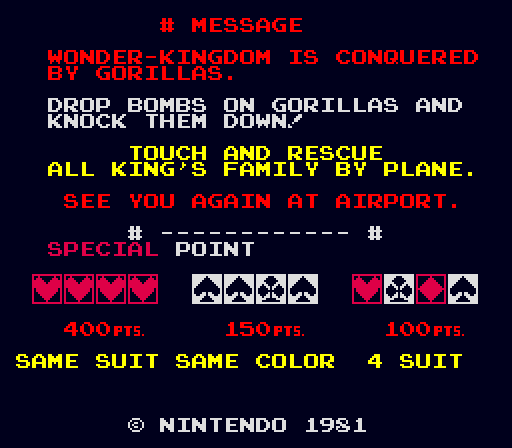 # MESSAGE
WONDER-KINGDOM IS CONQUERED
BY GORILLAS.
DROP BOMBS ON GORILLAS AND
KNOCK THEM DOWN!
TOUCH AND RESCUE
ALL KING'S FAMILY BY PLANE.
SEE YOU AGAIN AT AIRPORT.
# ------------ #
SPECIAL POINT
400PTS. 150PTS. 100PTS.
SAME SUIT SAME COLOR 4 SUIT
© NINTENDO 1981